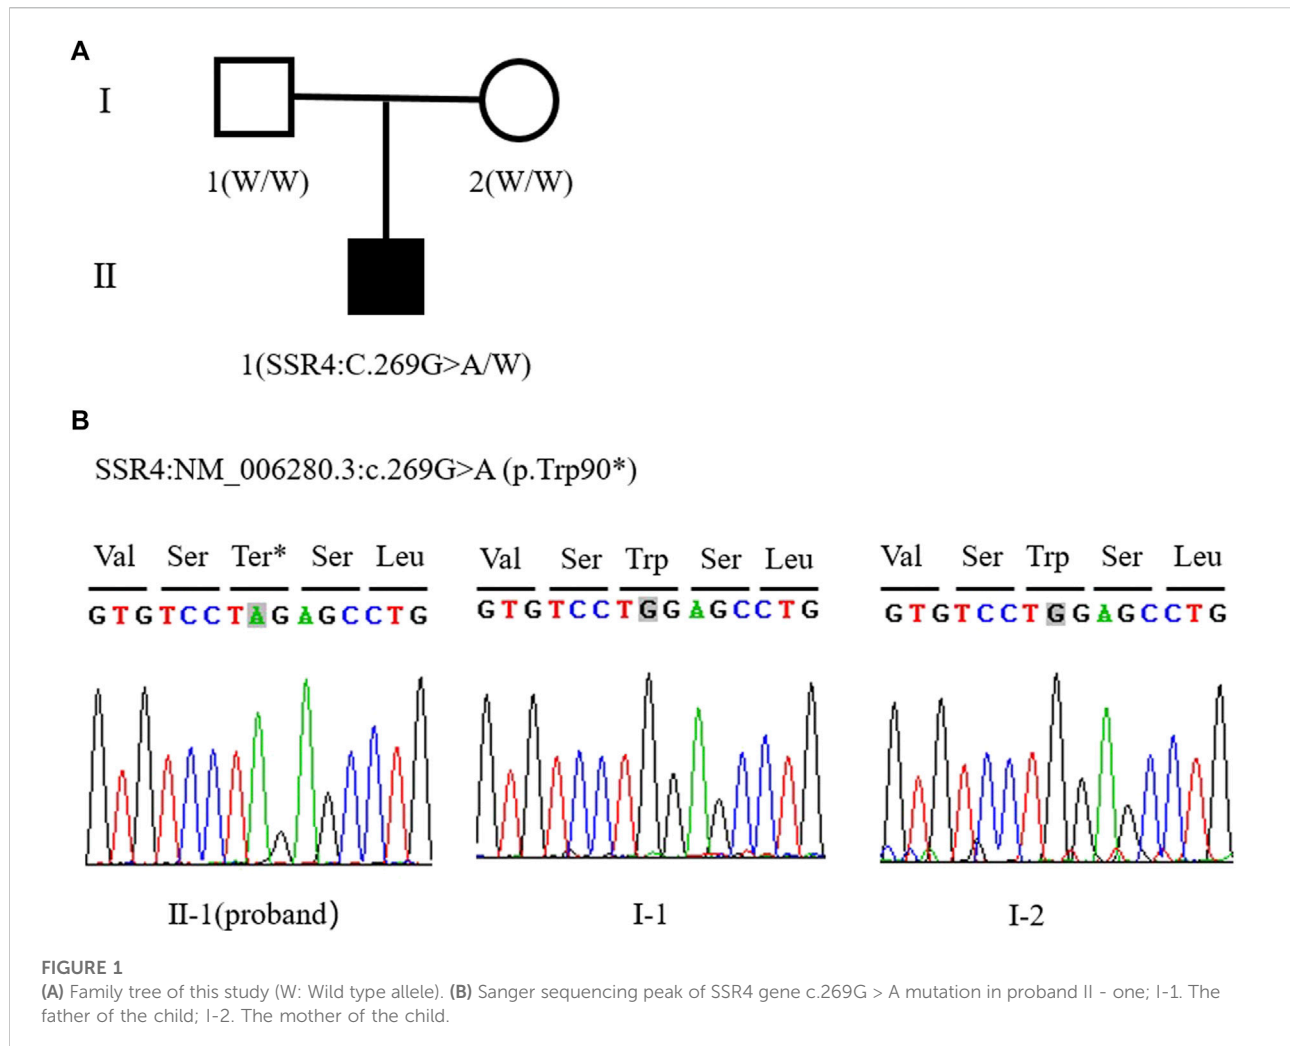 A
I
1(W/W) 2(W/W)
II
1(SSR4:C.269G>A/W)
B
SSR4:NM_006280.3:c.269G>A (p.Trp90*)
Val Ser Ter* Ser Leu
GTGTCCTAGAGCCTG
II-1(proband)
Val Ser Trp Ser Leu
GTGTCCTGGAGCCTG
I-1
Val Ser Trp Ser Leu
GTGTCCTGGAGCCTG
I-2
FIGURE 1
(A) Family tree of this study (W: Wild type allele). (B) Sanger sequencing peak of SSR4 gene c.269G > A mutation in proband II - one; I-1. The
father of the child; I-2. The mother of the child.